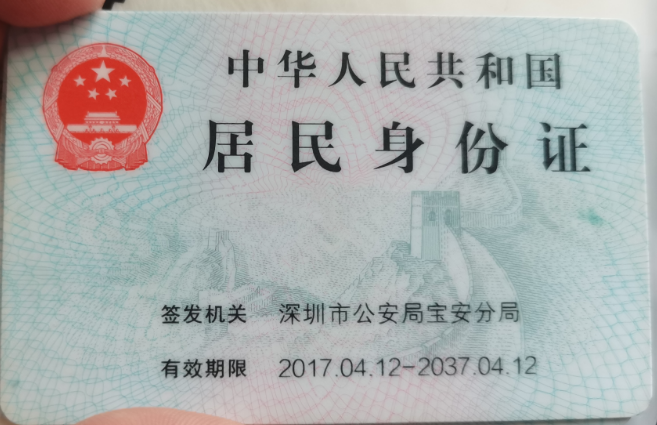 中华人民共和国
居民身份证
签发机关 深圳市公安局宝安分局
有效期限 2017.04.12-2037.04.12